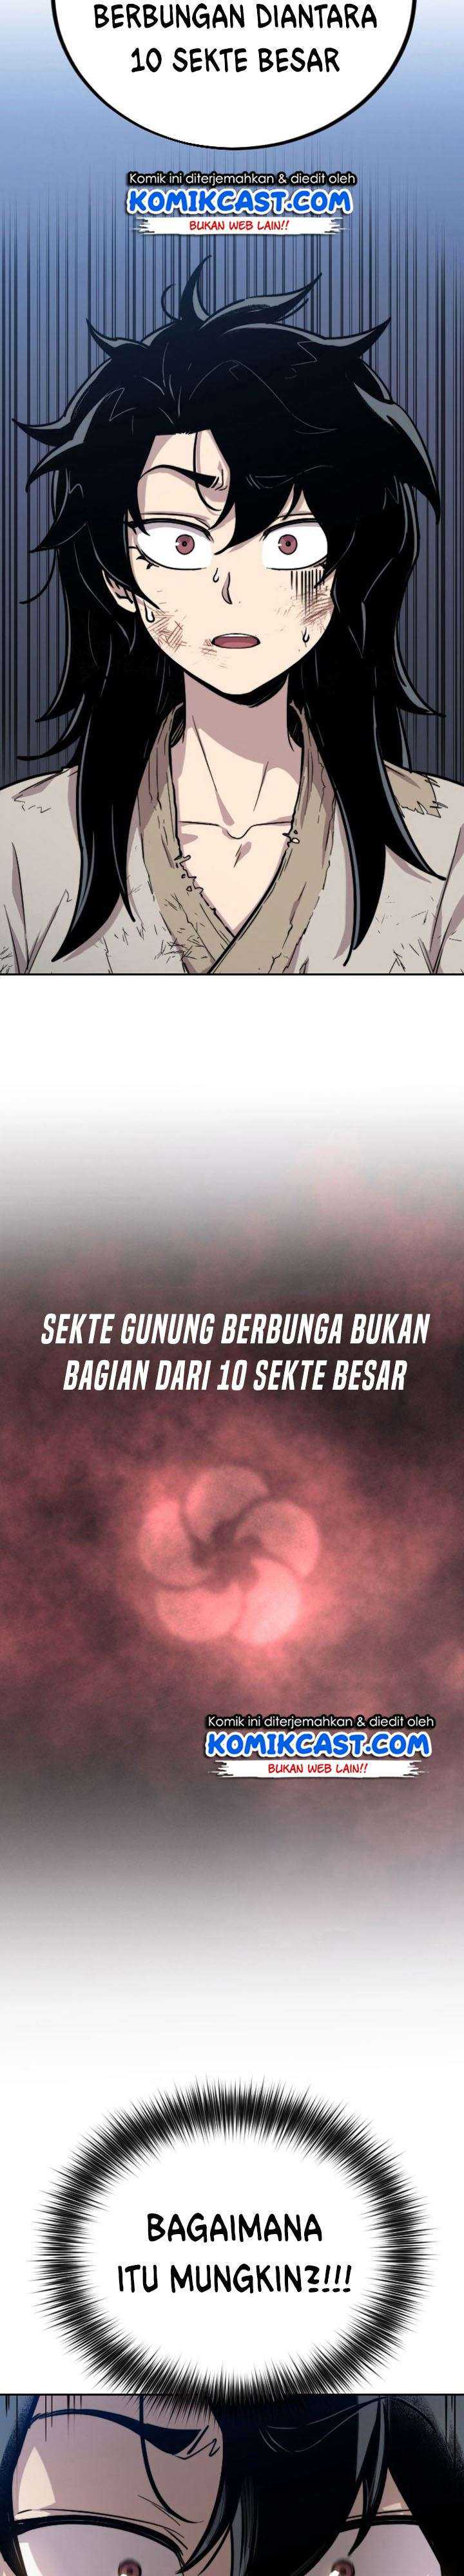 BERBUNGAN DIANTARA
10 SEKTE BESAR
Komik ini diterjemahkan & diedit oleh
KOMIKCAST.COM
BUKAN WEB LAIN!!
SEKTE GUNUNG BERBUNGA BUKAN
BAGIAN DARI 10 SEKTE BESAR
Komik ini diterjemahkan & diedit oleh
KOMIKCAST.COM
BUKAN WEB LAIN!!
BAGAIMANA
ITU MUNGKIN?!!!